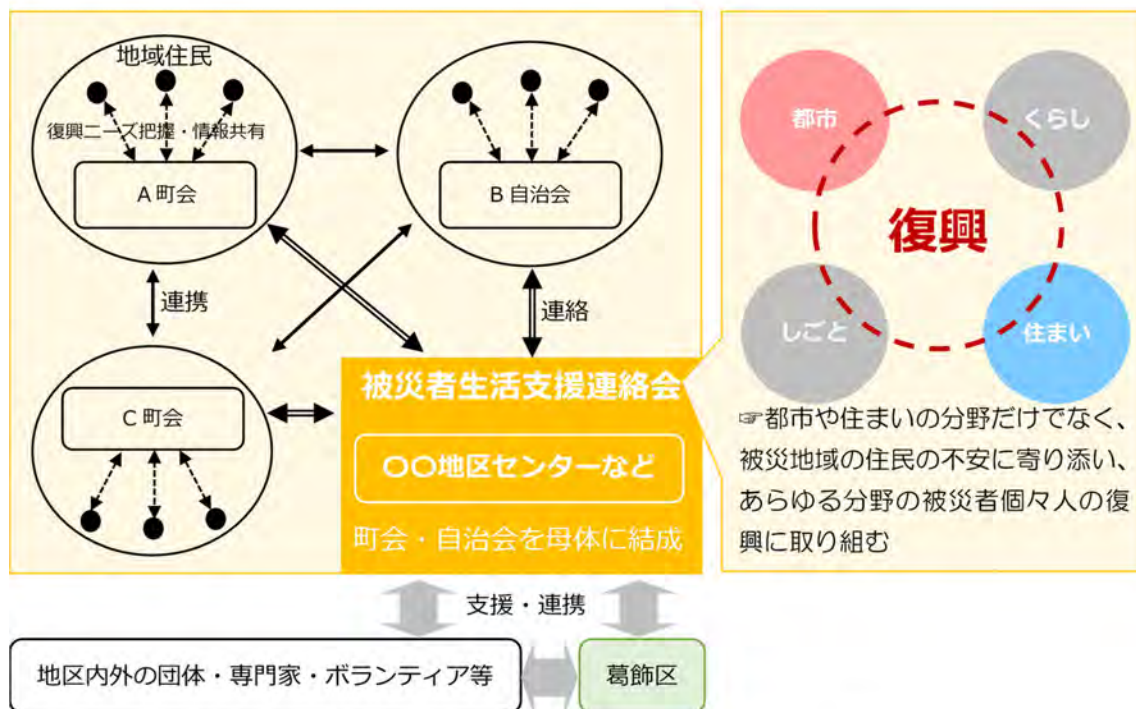 地域住民
復興ニーズ把握・情報共有
A 町会
B 自治会
連携
連絡
C 町会
被災者生活支援連絡会
〇〇地区センターなど
町会・自治会を母体に結成
支援・連携
地区内外の団体・専門家・ボランティア等
葛飾区
都市
くらし
復興
しごと
住まい
☞都市や住まいの分野だけでなく、
被災地域の住民の不安に寄り添い、
あらゆる分野の被災者個々人の復
興に取り組む